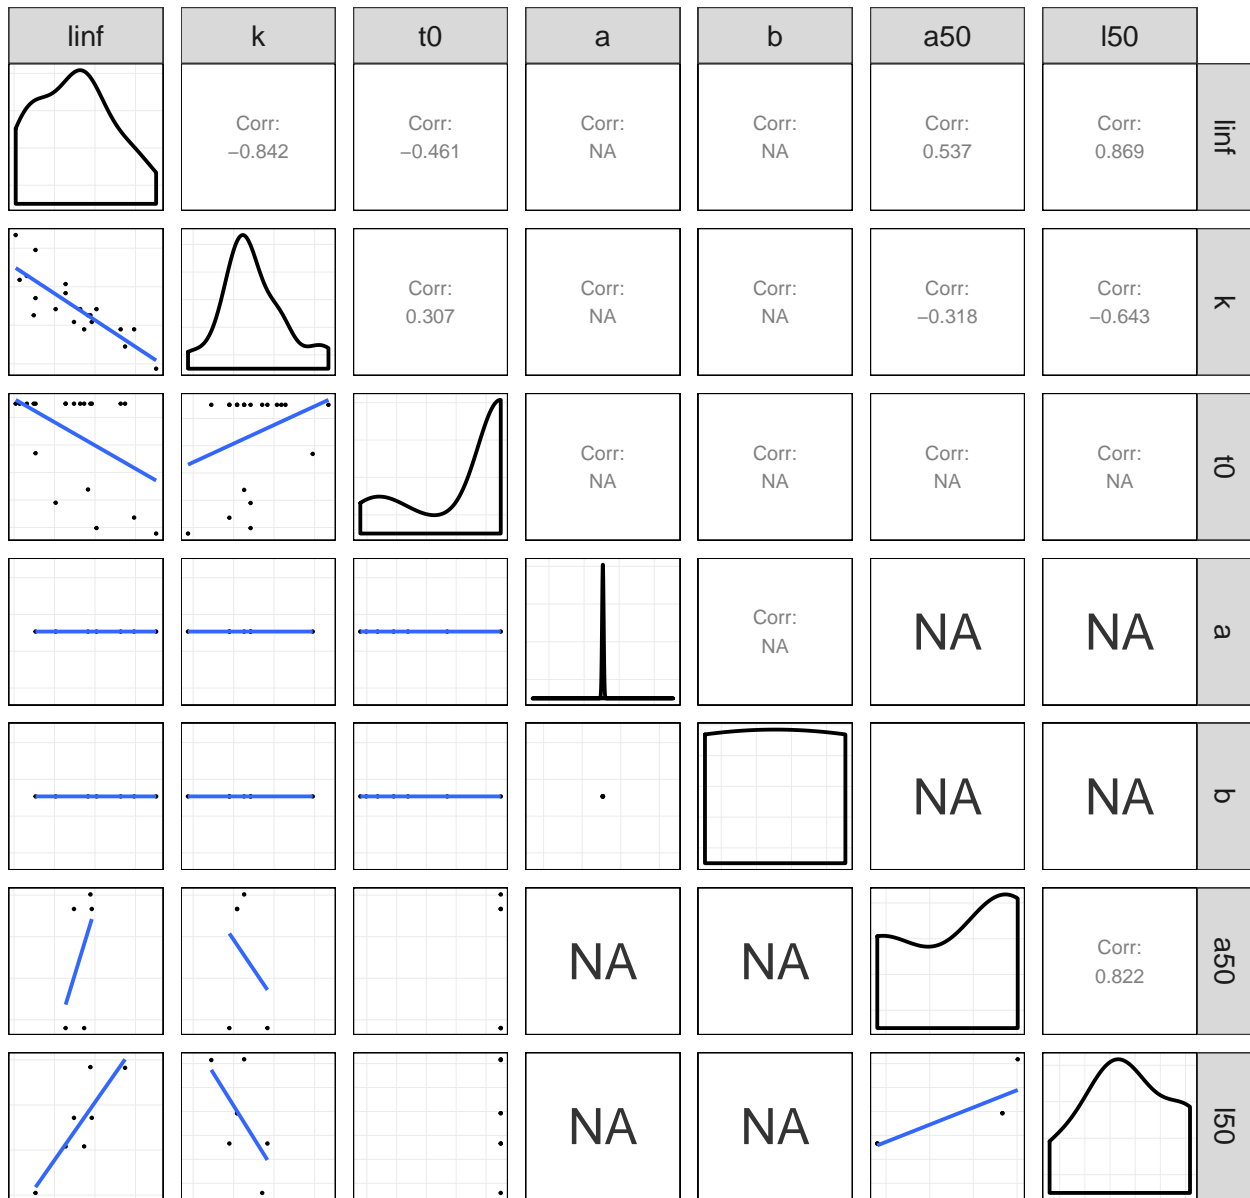 linf k t0 a b a50 l50
Corr: Corr: Corr: Corr: Corr: Corr:
−0.842 −0.461 NA NA 0.537 0.869
linf
Corr: Corr: Corr: Corr: Corr:
0.307 NA NA −0.318 −0.643
k
Corr: Corr: Corr: Corr:
NA NA NA NA
t0
Corr:
NA
NA NA
a
NA NA
b
NA NA
Corr:
0.822
a50
NA NA
l50